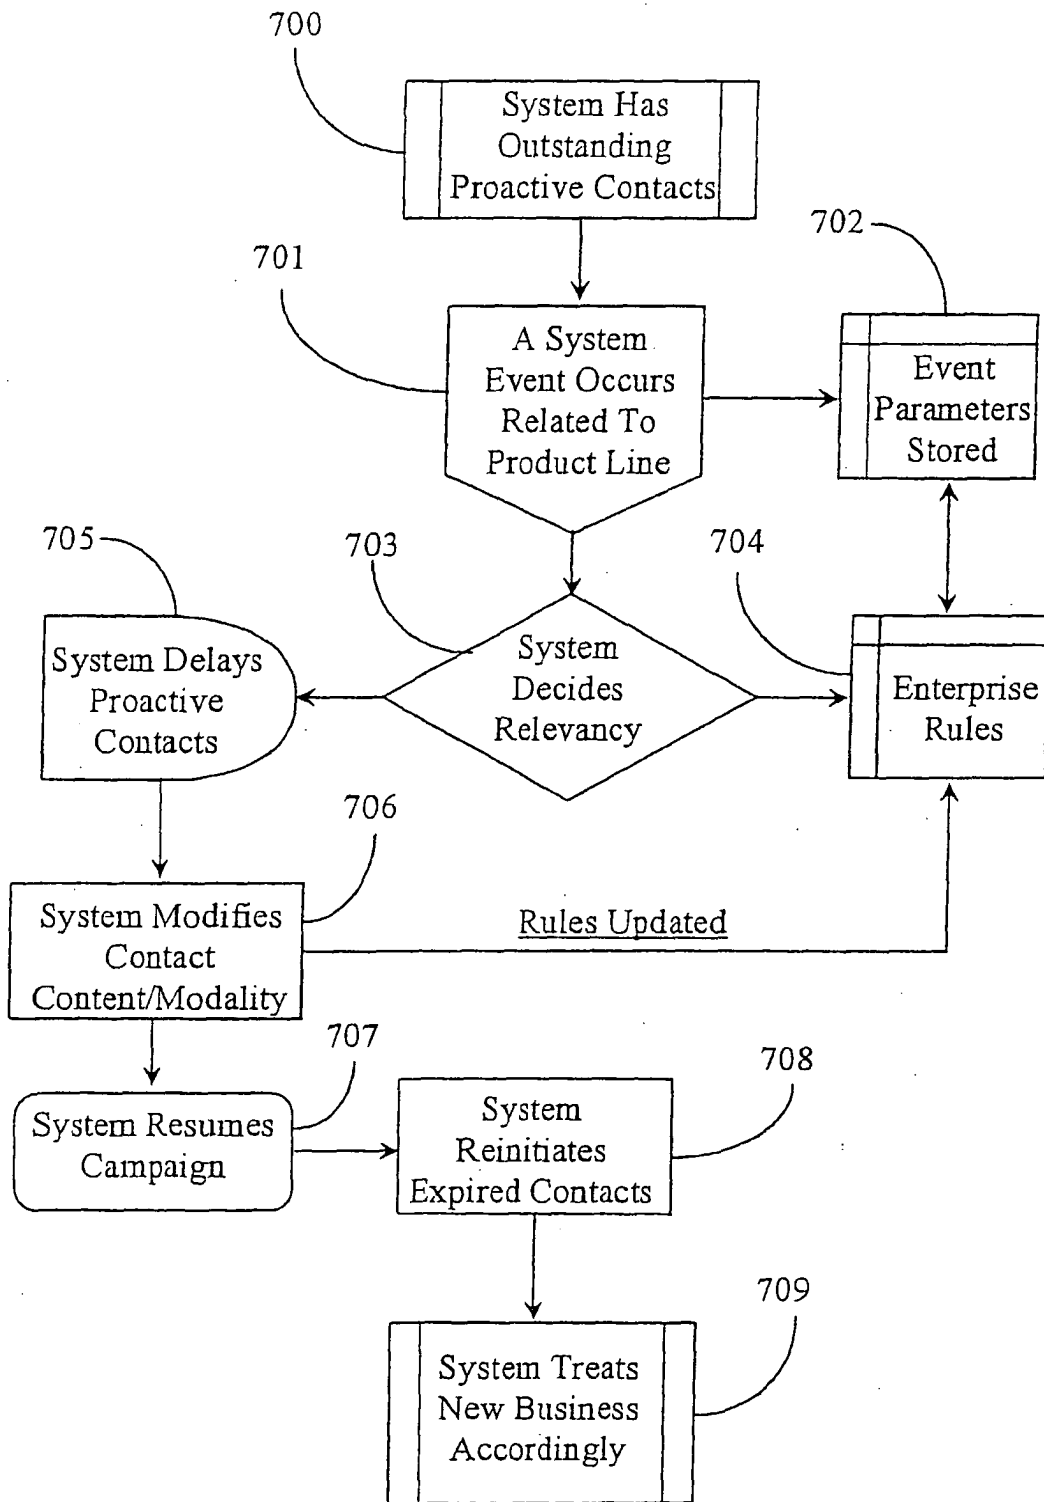 700
System Has
Outstanding
Proactive Contacts
702
701
A System
Event Occurs
Related To
Product Line
Event
Parameters
Stored
705
703
704
System Delays
Proactive
Contacts
System
Decides
Relevancy
Enterprise
Rules
706
System Modifies
Contact
Content/Modality
Rules Updated
707
708
System Resumes
Campaign
System
Reinitiates
Expired Contacts
709
System Treats
New Business
Accordingly